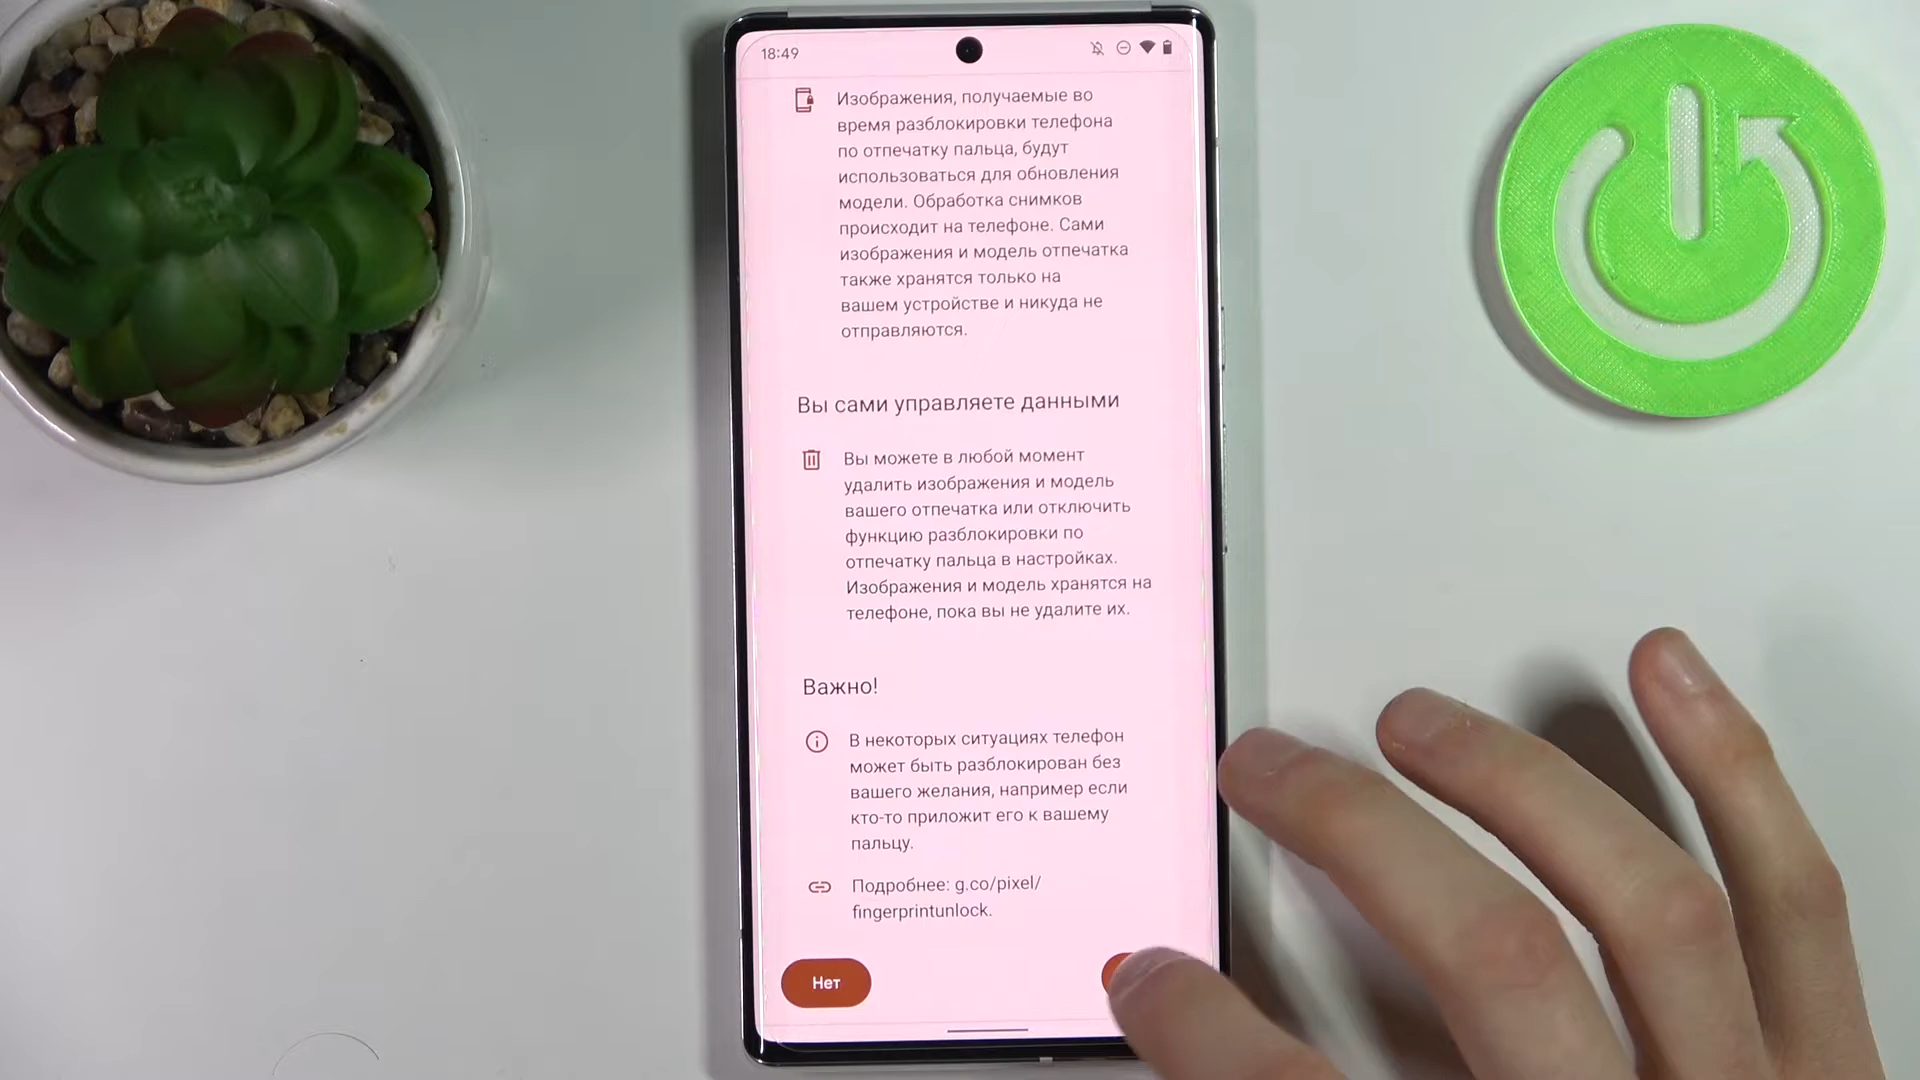 18:49
Изображения, получаемые во
время разблокировки телефона
по отпечатку пальца, будут
использоваться для обновления
модели. Обработка снимков
происходит на телефоне. Сами
изображения и модель отпечатка
также хранятся только на
вашем устройстве и никуда не
отправляются.
Вы сами управляете данными
Вы можете в любой момент
удалить изображения и модель
вашего отпечатка или отключить
функцию разблокировки по
отпечатку пальца в настройках.
Изображения и модель хранятся на
телефоне, пока вы не удалите их.
Важно!
В некоторых ситуациях телефон
может быть разблокирован без
вашего желания, например если
кто-то приложит его к вашему
пальцу.
Подробнее: g.co/pixel/
fingerprintunlock.
Нет